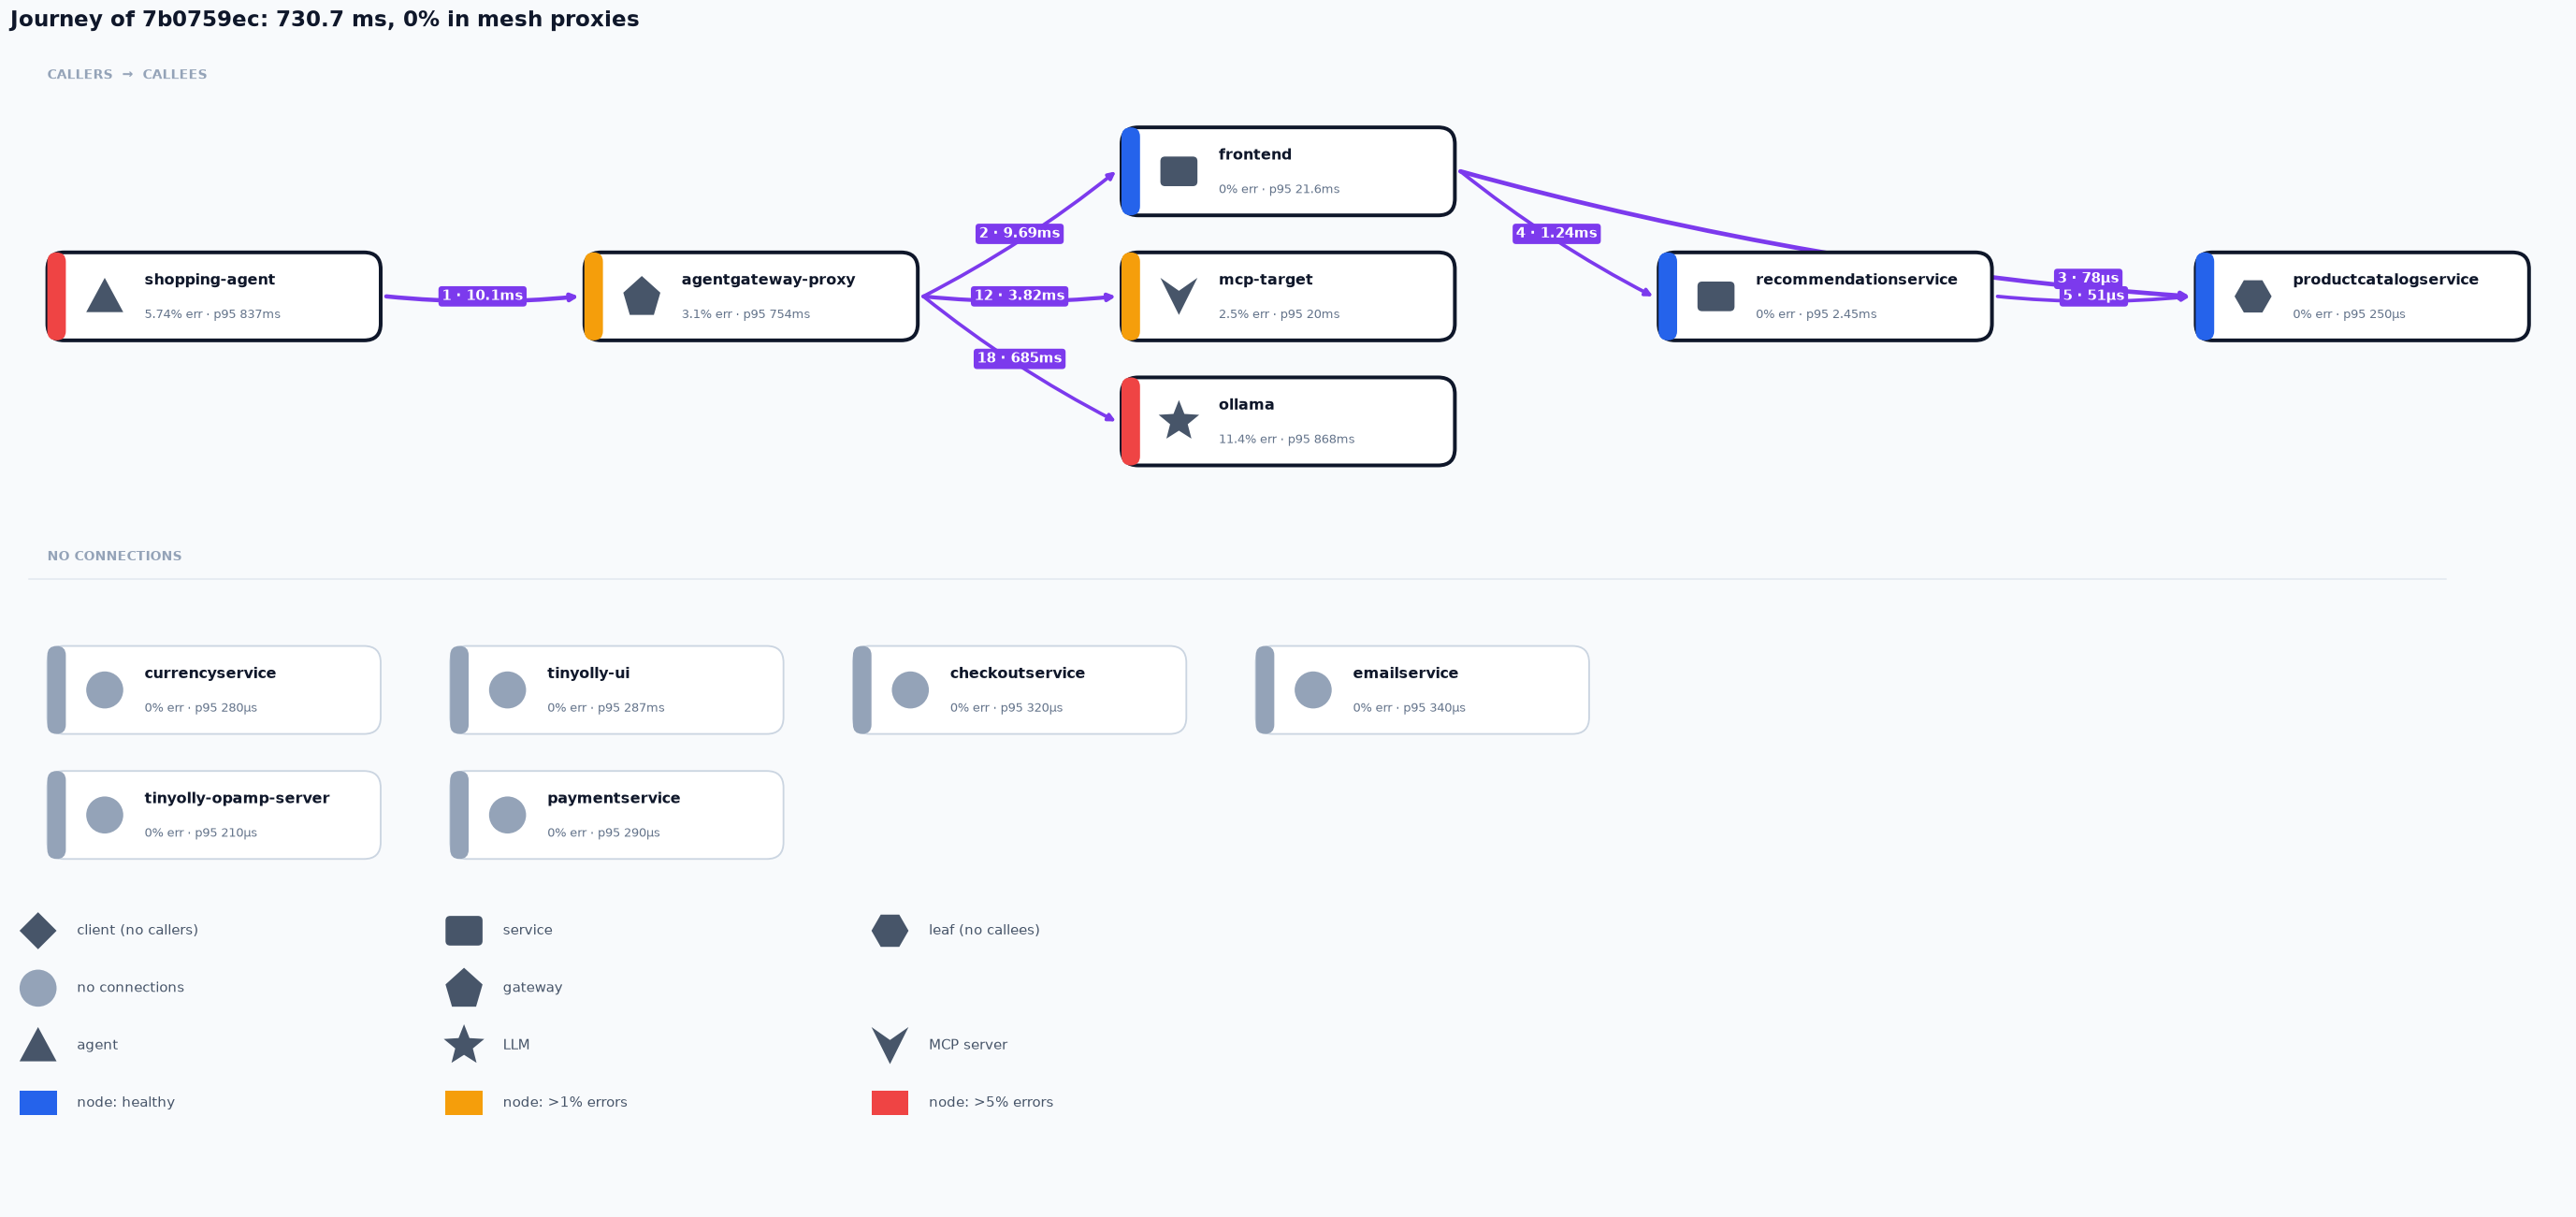 Journey of 7b0759ec: 730.7 ms, 0% in mesh proxies
CALLERS → CALLEES
frontend
0% err · p95 21.6ms
2 · 9.69ms
4 · 1.24ms
shopping-agent
5.74% err · p95 837ms
1 · 10.1ms
agentgateway-proxy
3.1% err · p95 754ms
12 · 3.82ms
mcp-target
2.5% err · p95 20ms
recommendationservice
0% err · p95 2.45ms
3 · 78µs
5 · 51µs
productcatalogservice
0% err · p95 250µs
18 · 685ms
ollama
11.4% err · p95 868ms
NO CONNECTIONS
currencyservice
0% err · p95 280µs
tinyolly-ui
0% err · p95 287ms
checkoutservice
0% err · p95 320µs
emailservice
0% err · p95 340µs
tinyolly-opamp-server
0% err · p95 210µs
paymentservice
0% err · p95 290µs
client (no callers)
service
leaf (no callees)
no connections
gateway
agent
LLM
MCP server
node: healthy
node: >1% errors
node: >5% errors